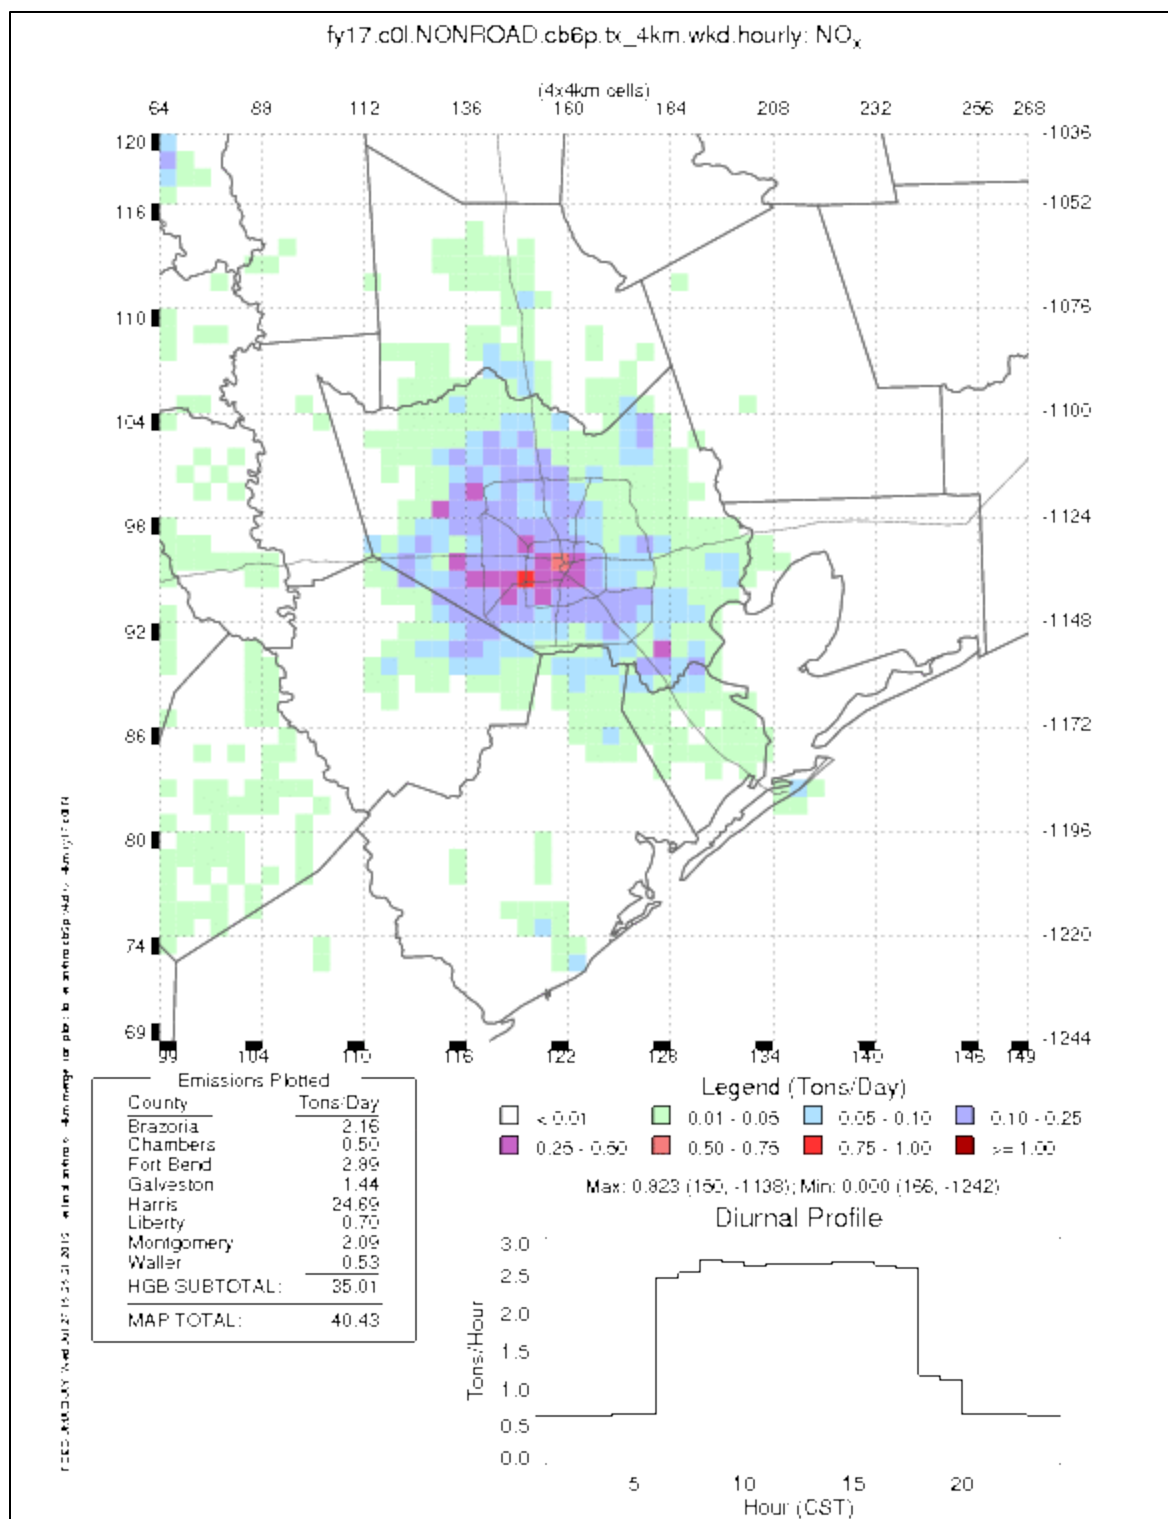 fy17.c0l.NONROAD.cb6p.tx_4km.wkd.hourly: NOx
(4x4km cells)
64 88 112 136 160 184 208 232 256 268
120 -1036
116 -1052
110 -1076
104 -1100
98 -1124
92 -1148
86 -1172
80 -1196
74 -1220
69 -1244
99 104 110 116 122 128 134 140 146 149
Emissions Plotted
County Tons/Day
Brazoria 2.16
Chambers 0.50
Fort Bend 2.89
Galveston 1.44
Harris 24.69
Liberty 0.70
Montgomery 2.09
Waller 0.53
HGB SUBTOTAL: 35.01
MAP TOTAL: 40.43
Legend (Tons/Day)
< 0.01 0.01 - 0.05 0.05 - 0.10 0.10 - 0.25
0.25 - 0.50 0.50 - 0.75 0.75 - 1.00 >= 1.00
Max: 0.823 (150, -1138); Min: 0.000 (166, -1242)
Diurnal Profile
3.0
2.5
2.0
1.5
1.0
0.5
0.0
Tons/Hour
5 10 15 20
Hour (CST)